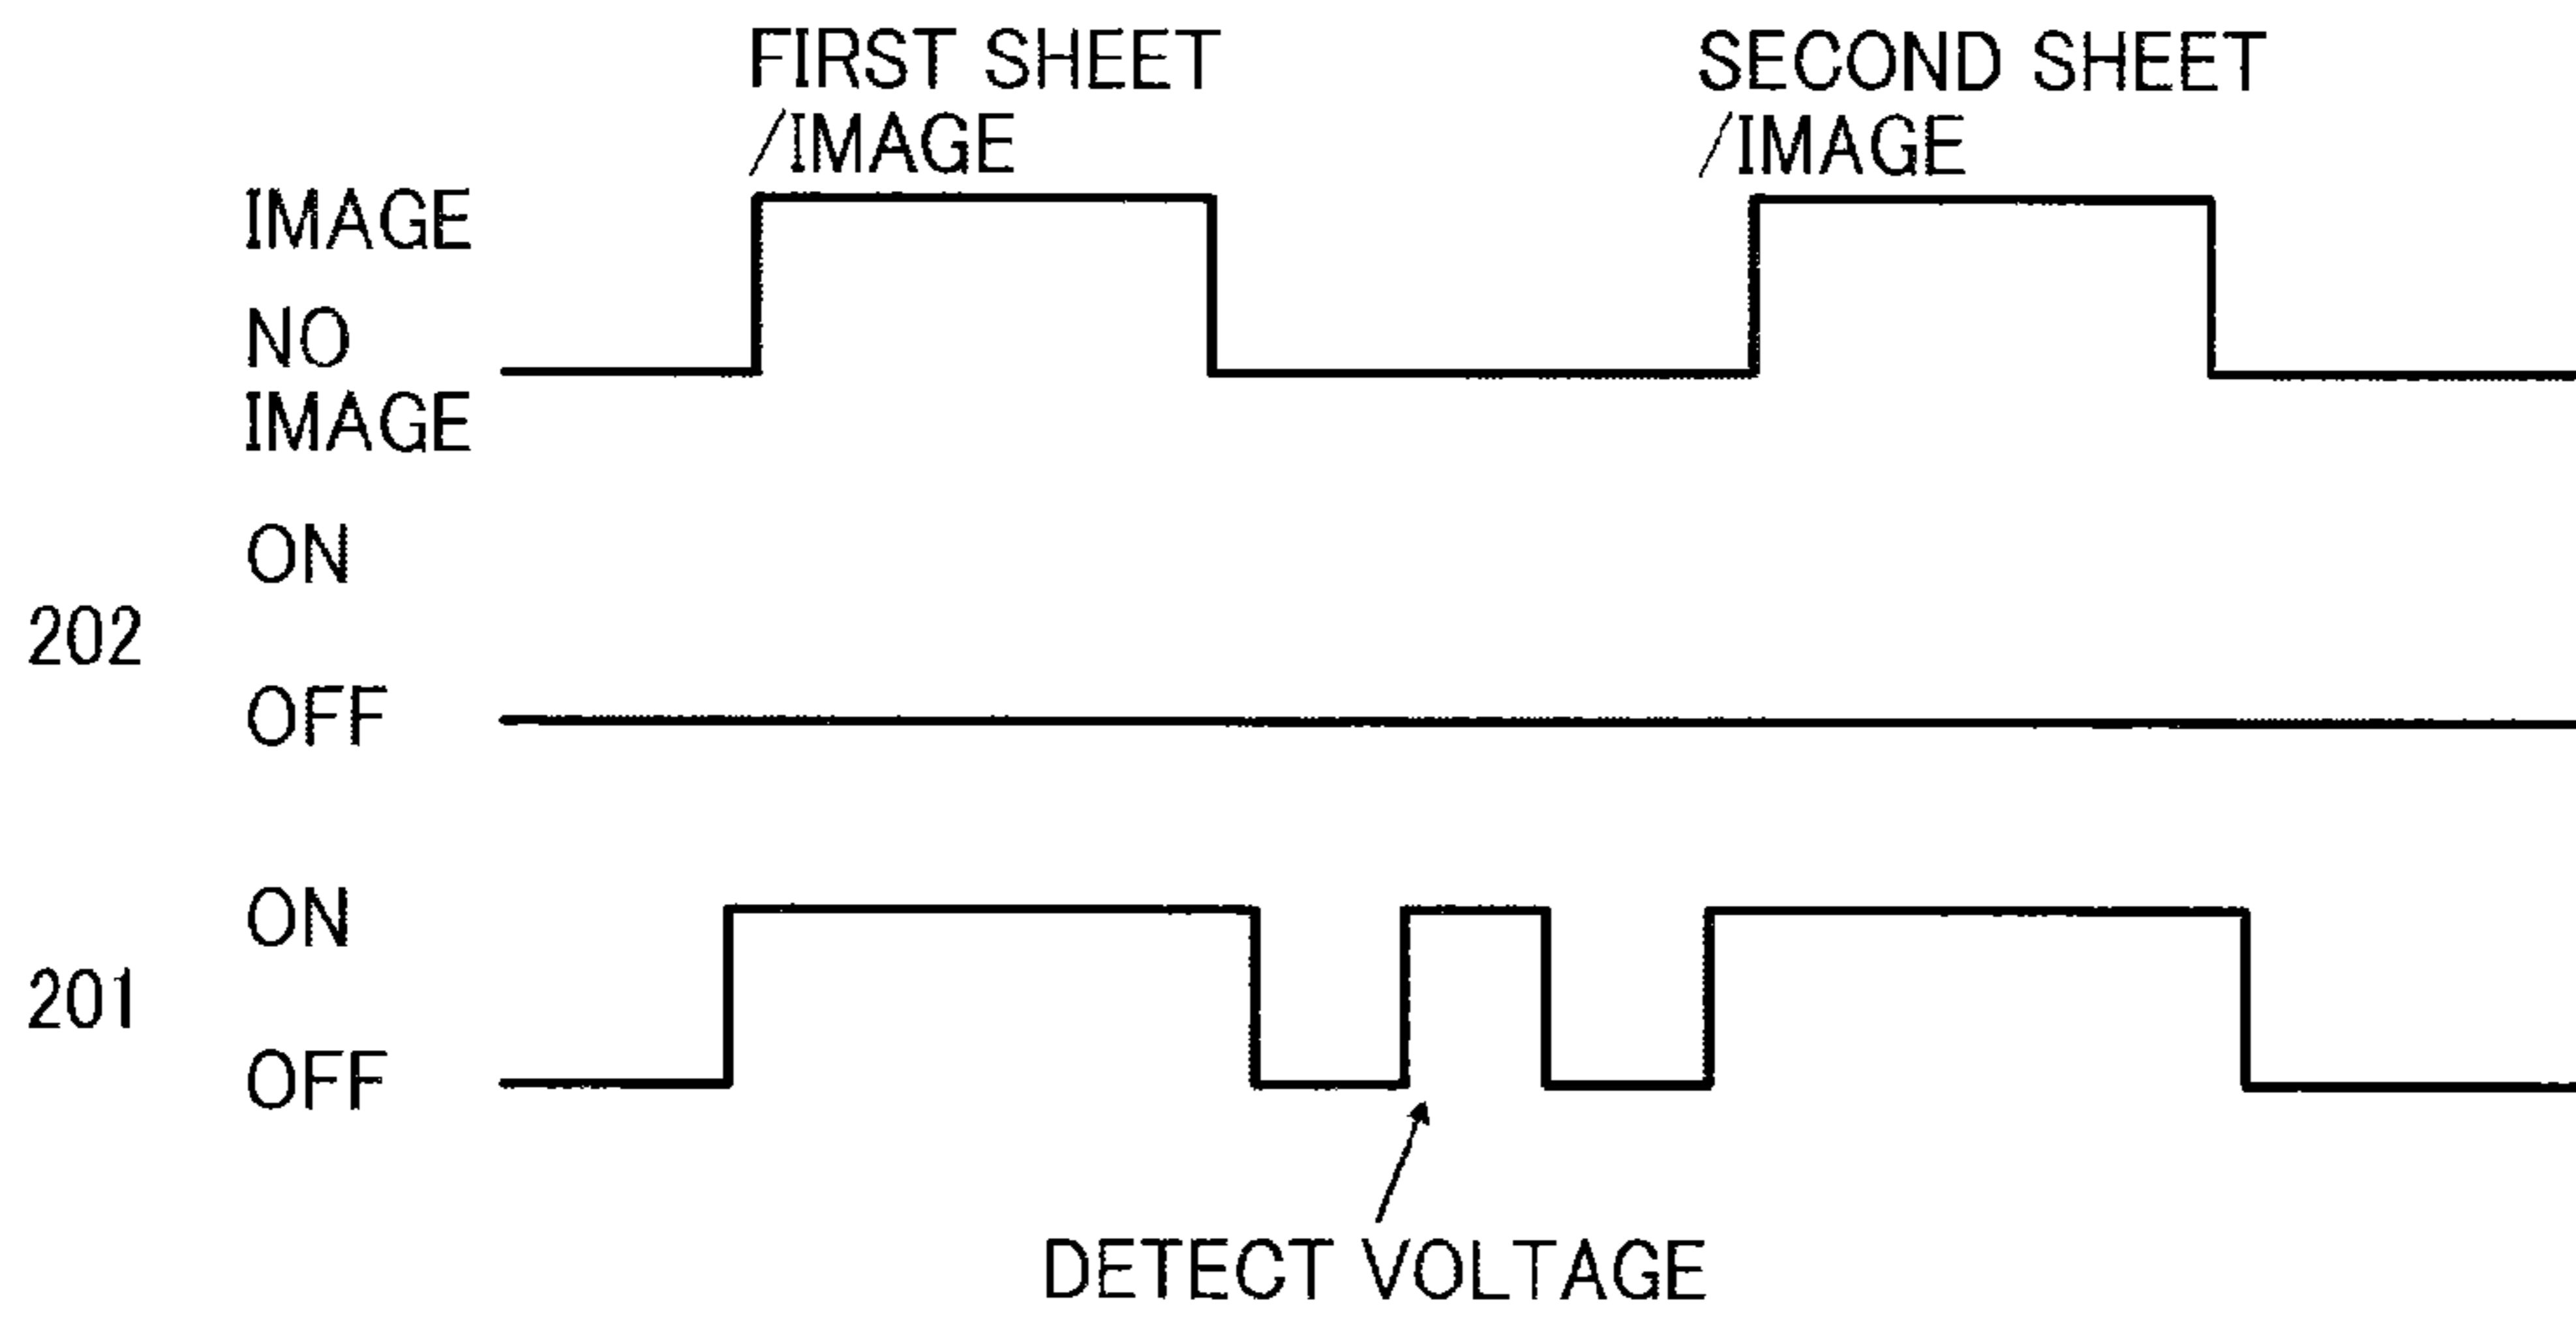 FIRST SHEET
/IMAGE
SECOND SHEET
/IMAGE
IMAGE
NO
IMAGE
ON
202
OFF
ON
201
OFF
DETECT VOLTAGE